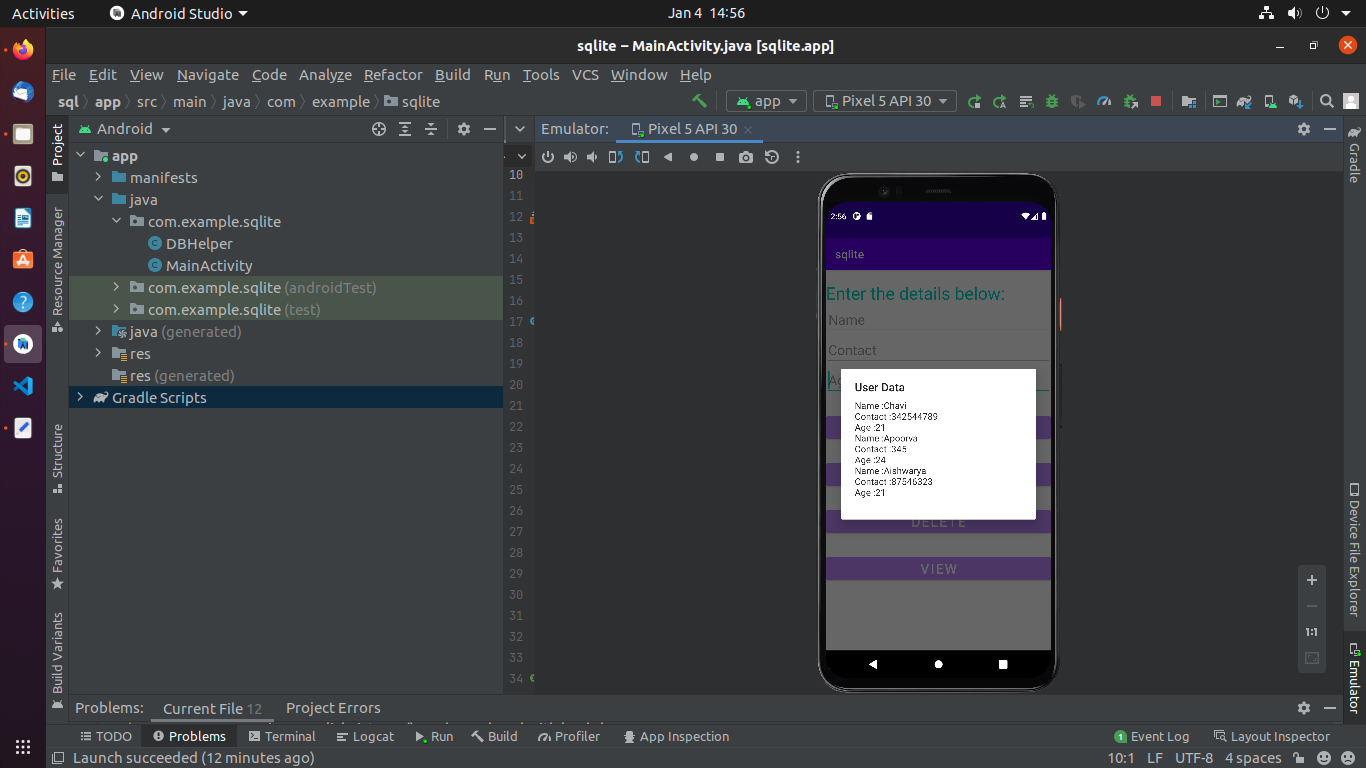 Activities
Android Studio
Jan 4 14:56
sqlite – MainActivity.java [sqlite.app]
File Edit View Navigate Code Analyze Refactor Build Run Tools VCS Window Help
sql app src main java com example sqlite
app
Pixel 5 API 30
Project
Resource Manager
Structure
Favorites
Build Variants
Android
app
manifests
java
com.example.sqlite
DBHelper
MainActivity
com.example.sqlite (androidTest)
com.example.sqlite (test)
java (generated)
res
res (generated)
Gradle Scripts
10
11
12
13
14
15
16
17
18
19
20
21
22
23
24
25
26
27
28
29
30
31
32
33
34
Emulator:
Pixel 5 API 30
2:56
sqlite
Enter the details below:
Name
Contact
User Data
Name :Chavi
Contact :342544789
Age :21
Name :Apoorva
Contact :345
Age :24
Name :Aishwarya
Contact :87546323
Age :21
DELETE
VIEW
1:1
Gradle
Device File Explorer
Emulator
Problems:
Current File 12
Project Errors
TODO
Problems
Terminal
Logcat
Run
Build
Profiler
App Inspection
1 Event Log
Layout Inspector
Launch succeeded (12 minutes ago)
10:1 LF UTF-8 4 spaces